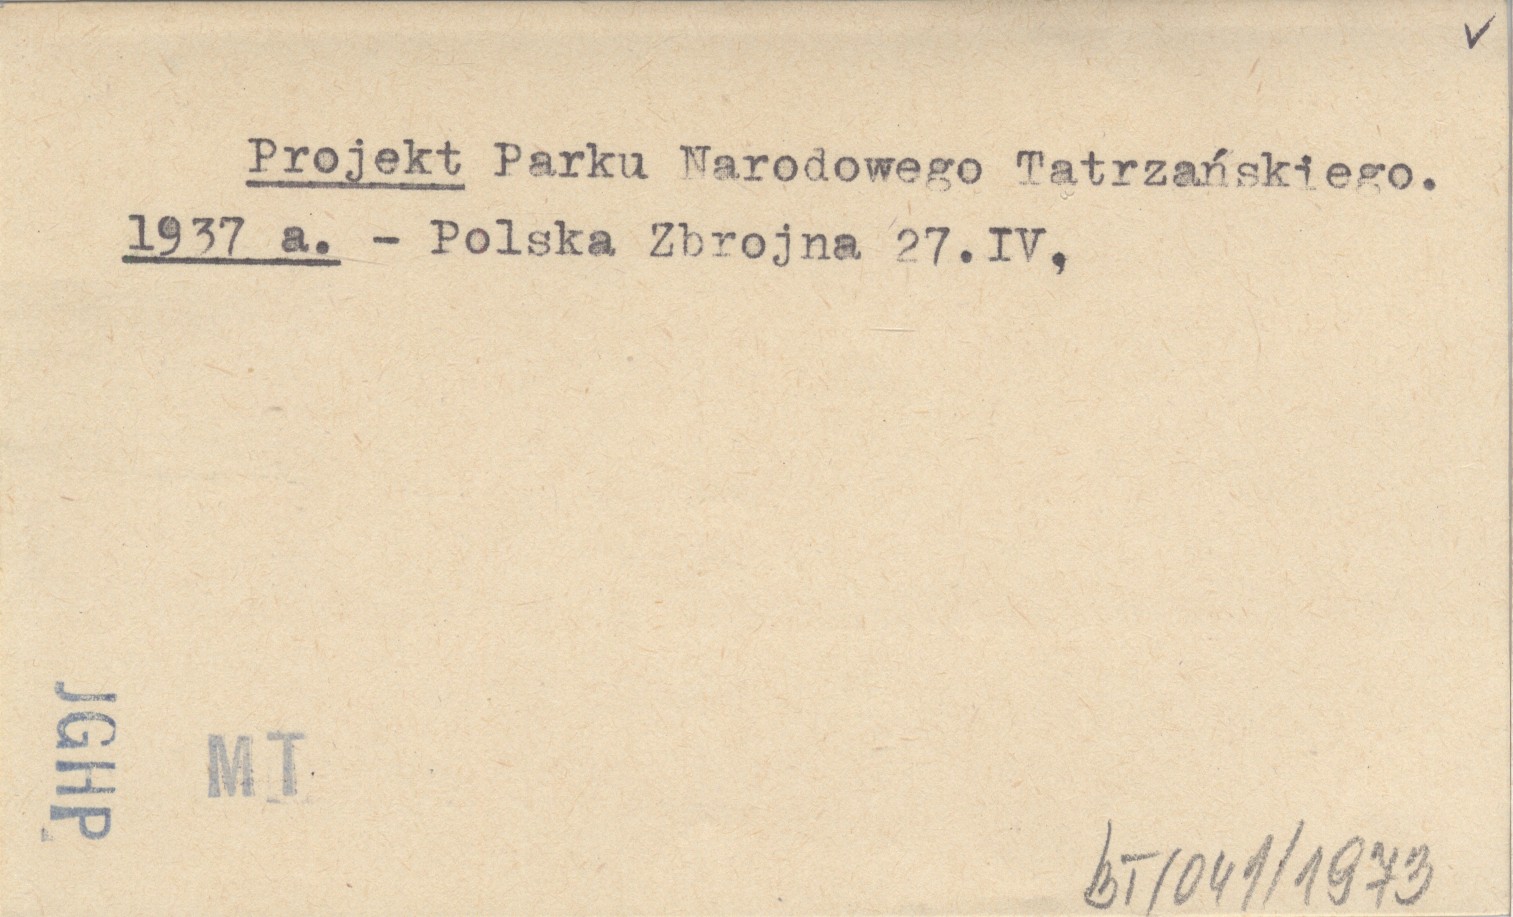 Projekt Parku Narodowego Tatrzańskiego.
1937 a. - Polska Zbrojna 27.IV,
JGHP
MT
bT/041/1973